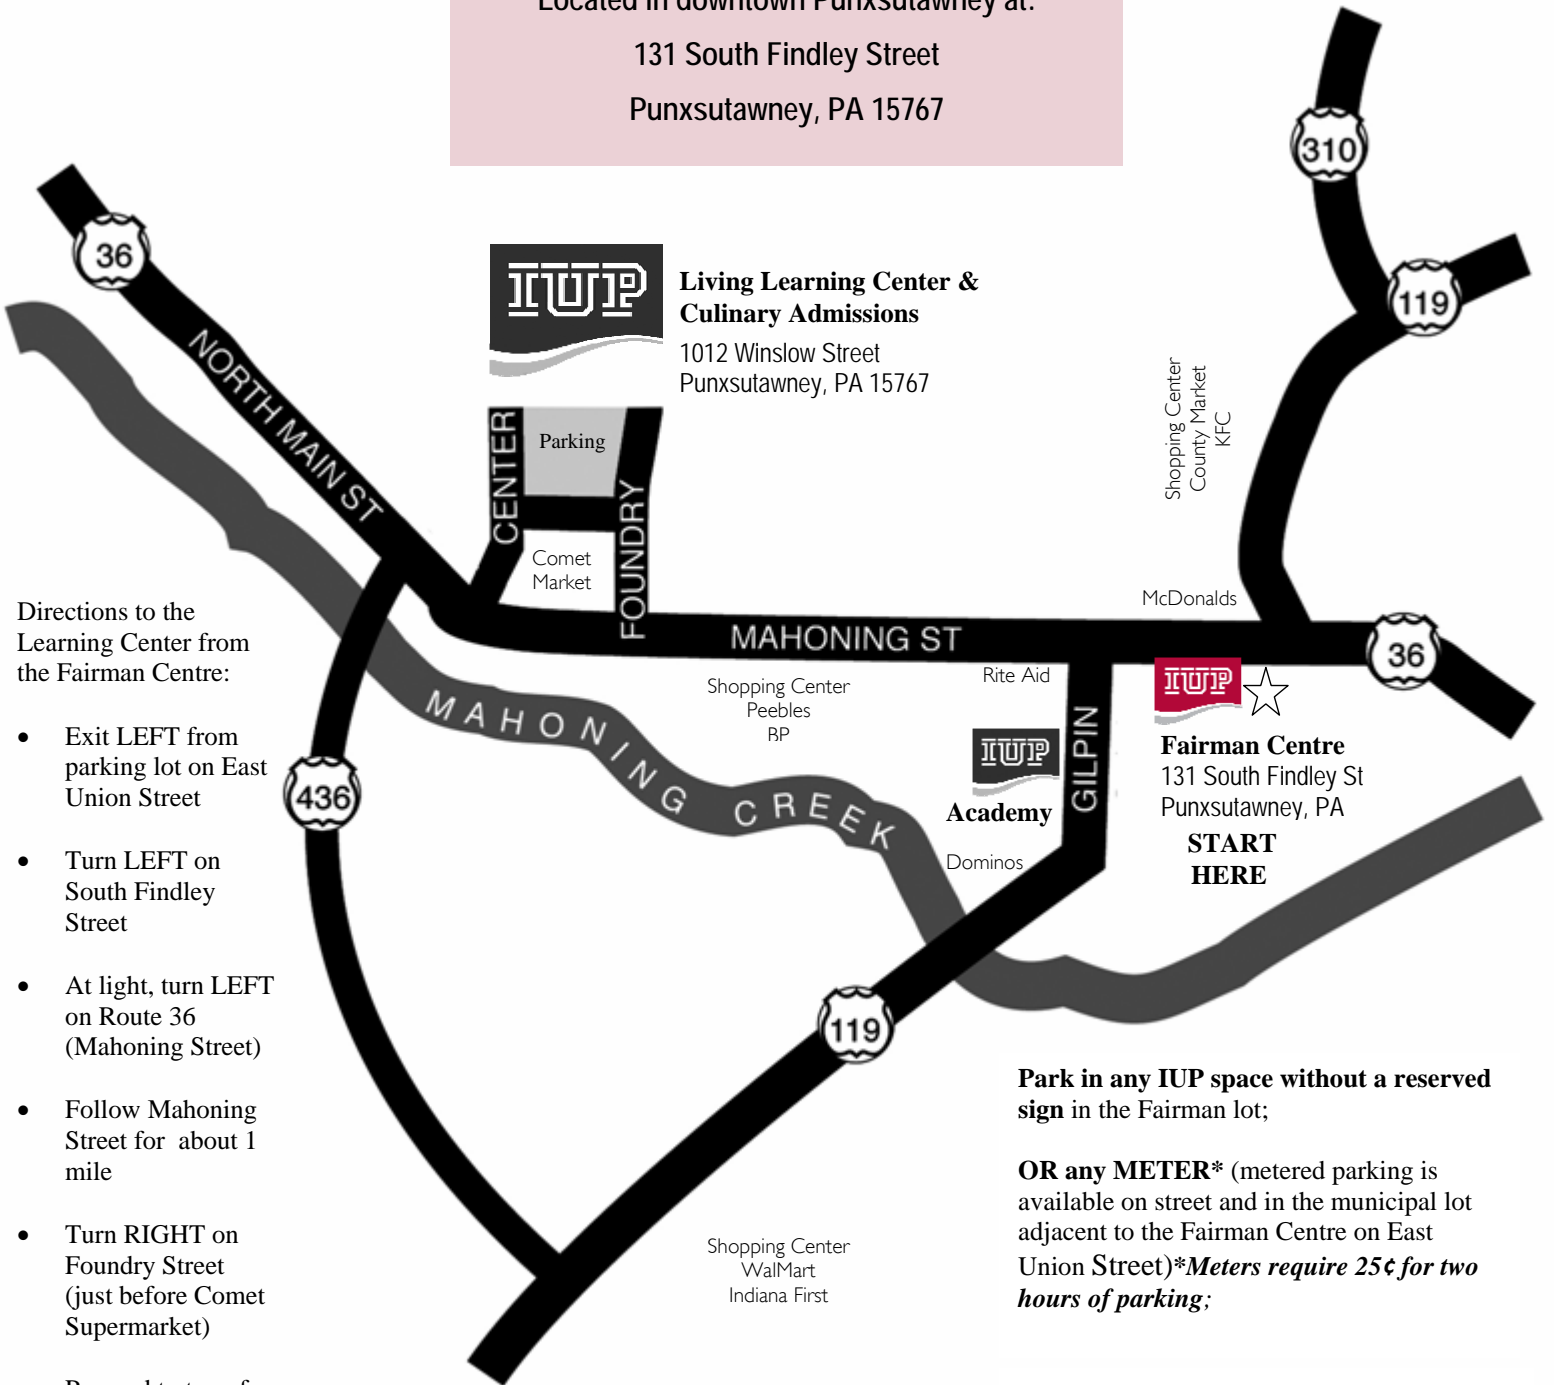 Located in downtown Punxsutawney at:
131 South Findley Street
Punxsutawney, PA 15767
310
36
119
IUP
Living Learning Center &
Culinary Admissions
1012 Winslow Street
Punxsutawney, PA 15767
NORTH MAIN ST
CENTER
Parking
FOUNDRY
Comet
Market
Shopping Center
County Market
KFC
McDonalds
MAHONING ST
36
Rite Aid
Shopping Center
Peebles
BP
MAHONING CREEK
436
IUP
Academy
GILPIN
Dominos
IUP
Fairman Centre
131 South Findley St
Punxsutawney, PA
START
HERE
119
Shopping Center
WalMart
Indiana First
Directions to the
Learning Center from
the Fairman Centre:
• Exit LEFT from
parking lot on East
Union Street
• Turn LEFT on
South Findley
Street
• At light, turn LEFT
on Route 36
(Mahoning Street)
• Follow Mahoning
Street for about 1
mile
• Turn RIGHT on
Foundry Street
(just before Comet
Supermarket)
Park in any IUP space without a reserved
sign in the Fairman lot;
OR any METER* (metered parking is
available on street and in the municipal lot
adjacent to the Fairman Centre on East
Union Street)*Meters require 25¢ for two
hours of parking;